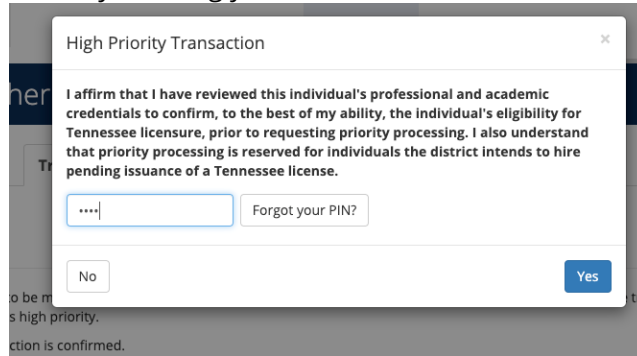 High Priority Transaction ×
I affirm that I have reviewed this individual's professional and academic
credentials to confirm, to the best of my ability, the individual's eligibility for
Tennessee licensure, prior to requesting priority processing. I also understand
that priority processing is reserved for individuals the district intends to hire
pending issuance of a Tennessee license.
•••• Forgot your PIN?
No Yes
to be
s high priority.
ction is confirmed.